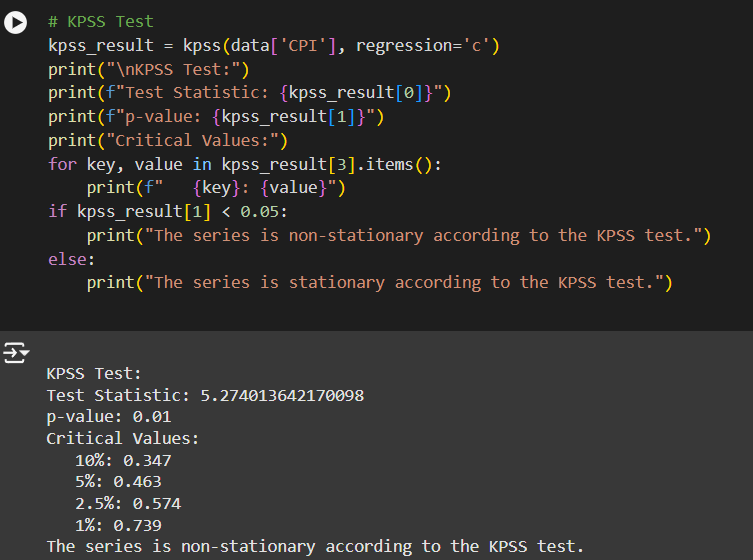 # KPSS Test
kpss_result = kpss(data['CPI'], regression='c')
print("\nKPSS Test:")
print(f"Test Statistic: {kpss_result[0]}")
print(f"p-value: {kpss_result[1]}")
print("Critical Values:")
for key, value in kpss_result[3].items():
    print(f"   {key}: {value}")
if kpss_result[1] < 0.05:
    print("The series is non-stationary according to the KPSS test.")
else:
    print("The series is stationary according to the KPSS test.")
KPSS Test:
Test Statistic: 5.274013642170098
p-value: 0.01
Critical Values:
   10%: 0.347
   5%: 0.463
   2.5%: 0.574
   1%: 0.739
The series is non-stationary according to the KPSS test.